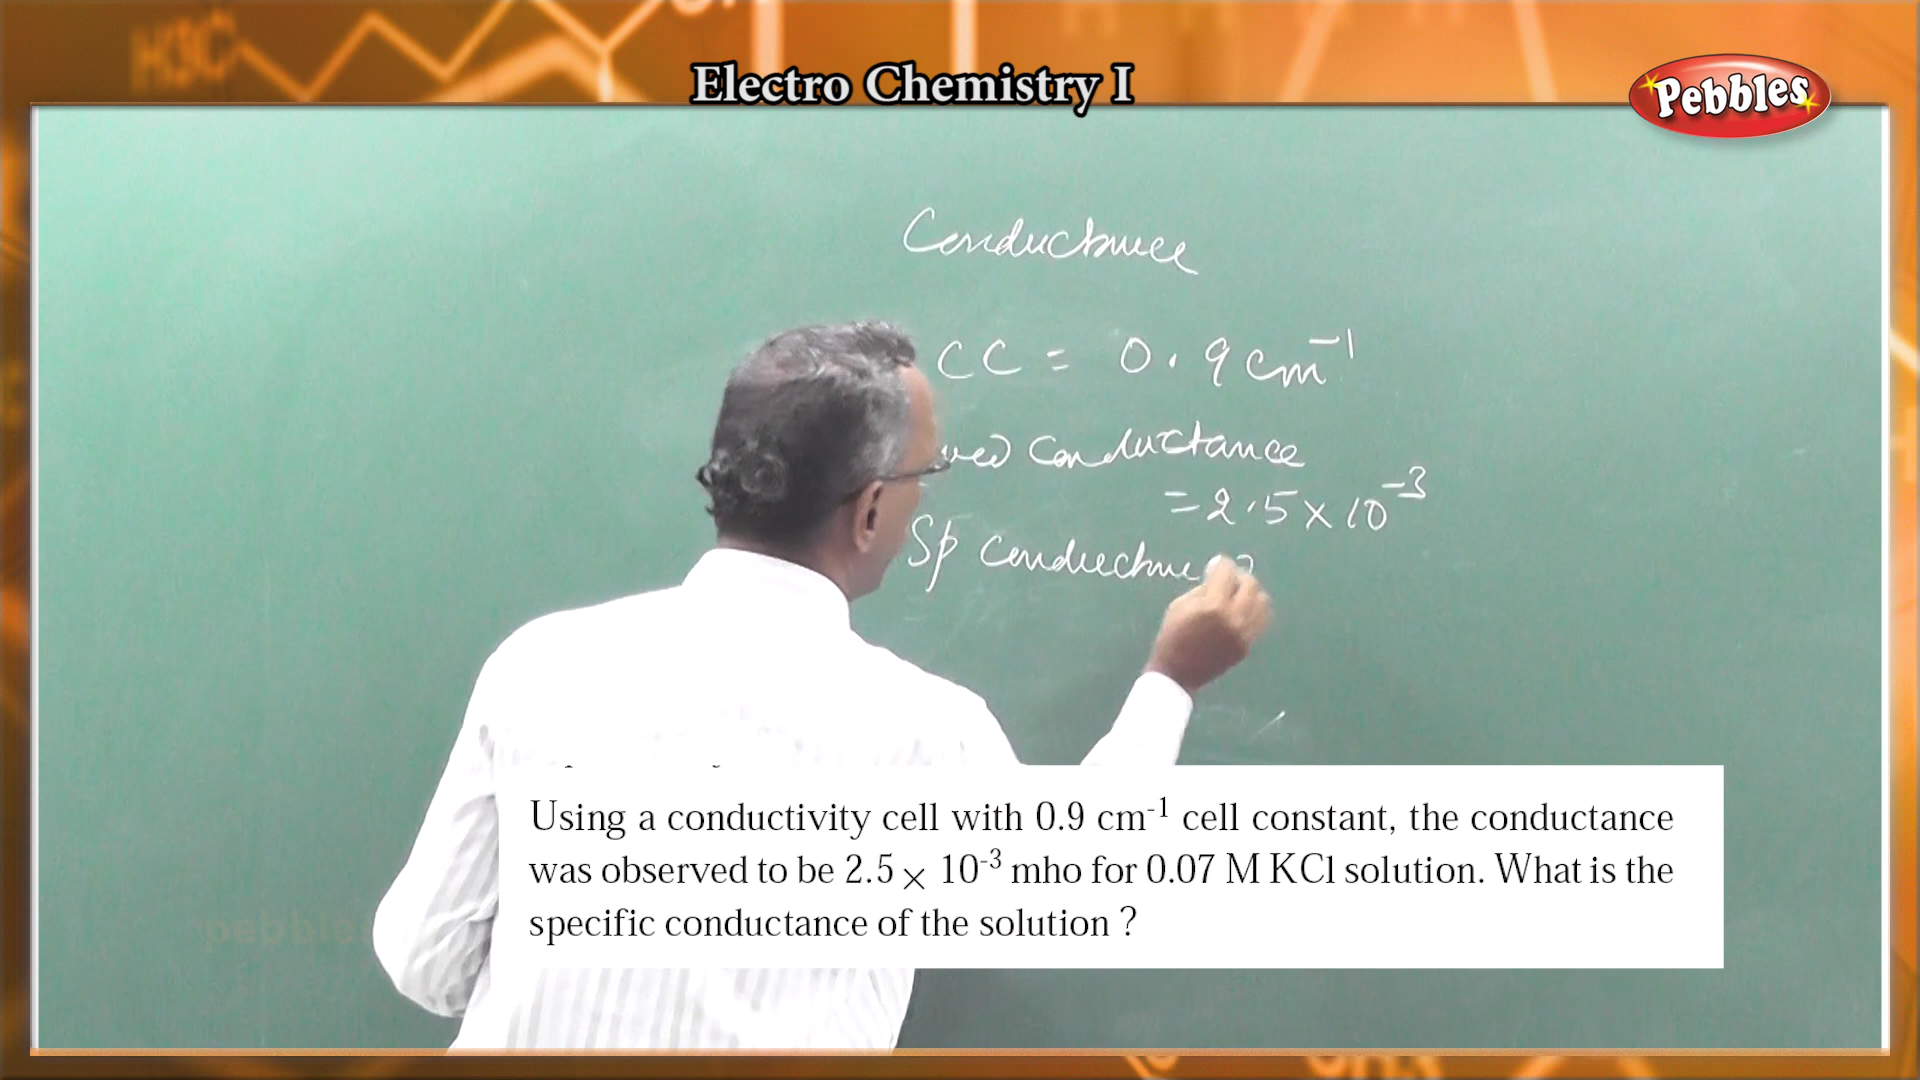 Electro Chemistry I
Pebbles
Conductance
CC = 0.9 cm⁻¹
conductance
= 2.5 × 10⁻³
Sp conductance
Using a conductivity cell with 0.9 cm⁻¹ cell constant, the conductance
was observed to be 2.5 × 10⁻³ mho for 0.07 M KCl solution. What is the
specific conductance of the solution ?
pebbles